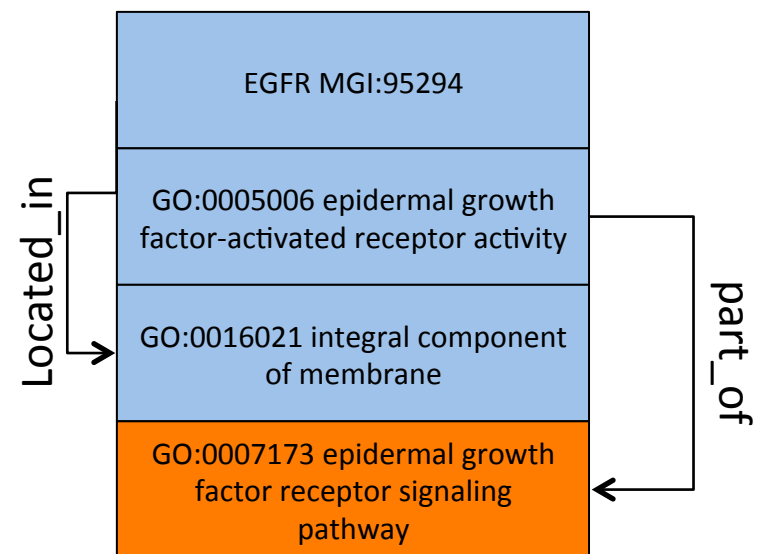 EGFR MGI:95294
GO:0005006 epidermal growth
factor-activated receptor activity
GO:0016021 integral component
of membrane
GO:0007173 epidermal growth
factor receptor signaling
pathway
Located_in
part_of